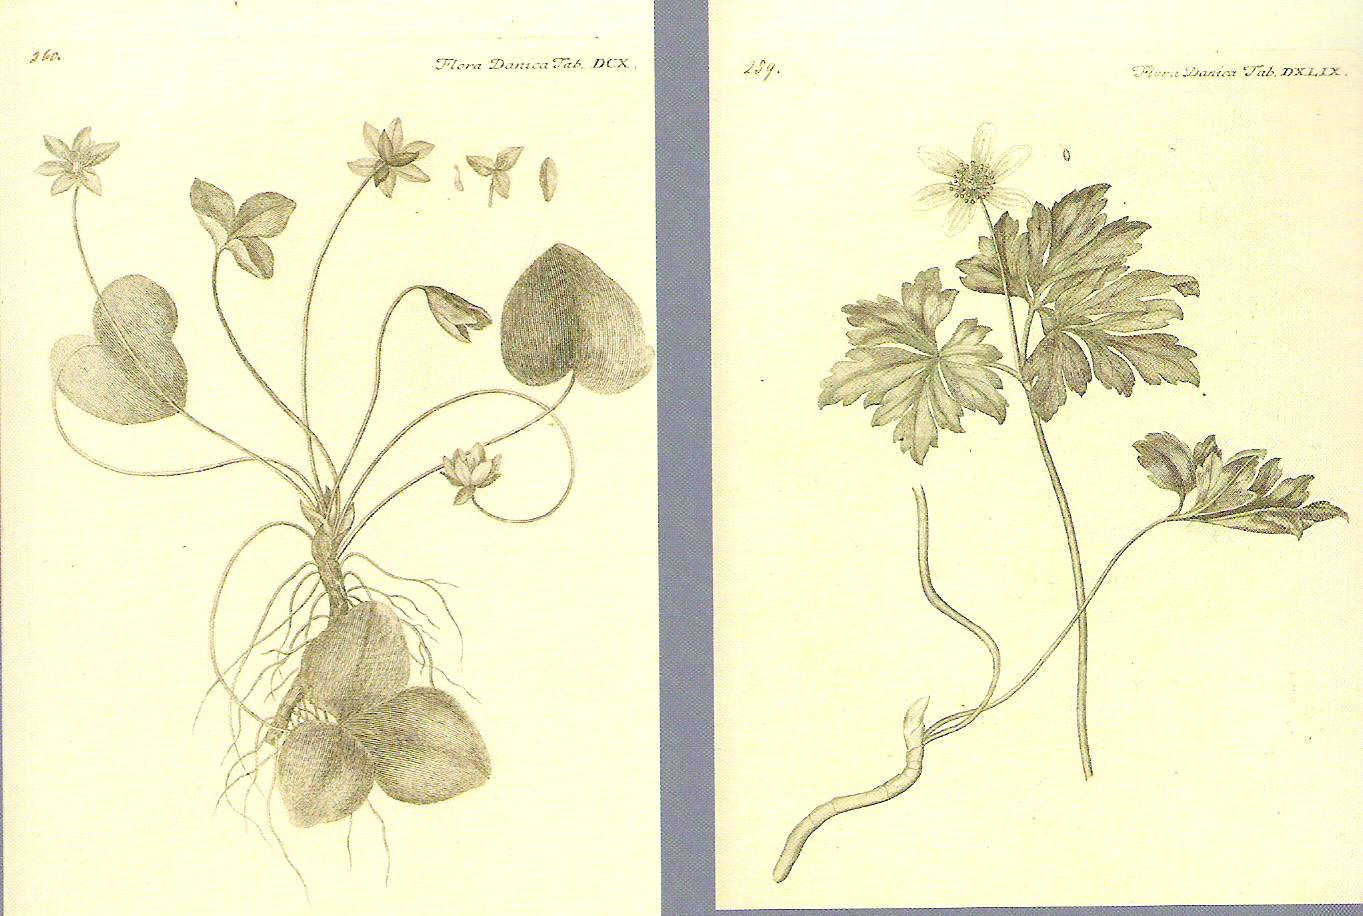 260.
Flora Danica Tab. DCX.
259.
Flora Danica Tab. DXLIX.